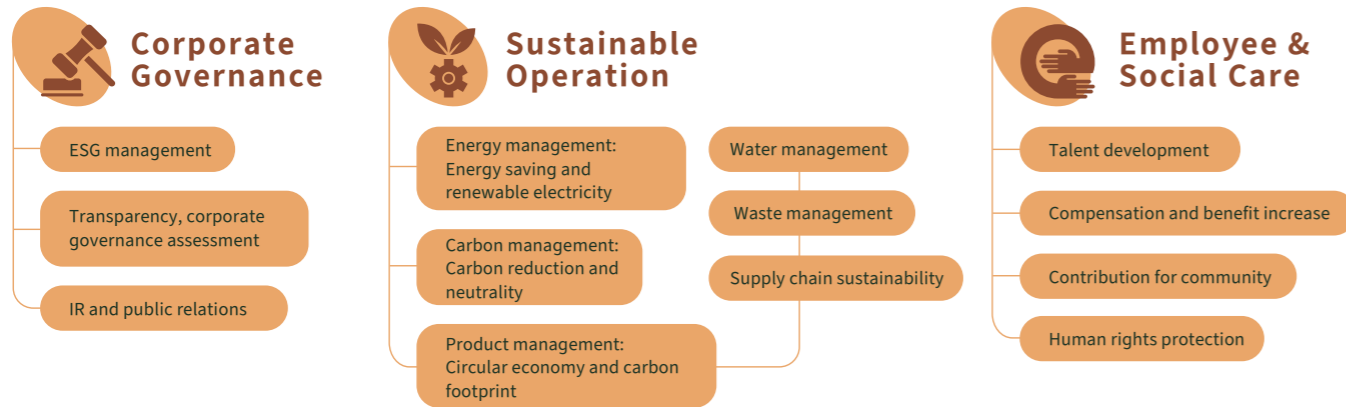 Corporate
Governance
ESG management
Transparency, corporate
governance assessment
IR and public relations
Sustainable
Operation
Energy management:
Energy saving and
renewable electricity
Carbon management:
Carbon reduction and
neutrality
Product management:
Circular economy and carbon
footprint
Water management
Waste management
Supply chain sustainability
Employee &
Social Care
Talent development
Compensation and benefit increase
Contribution for community
Human rights protection